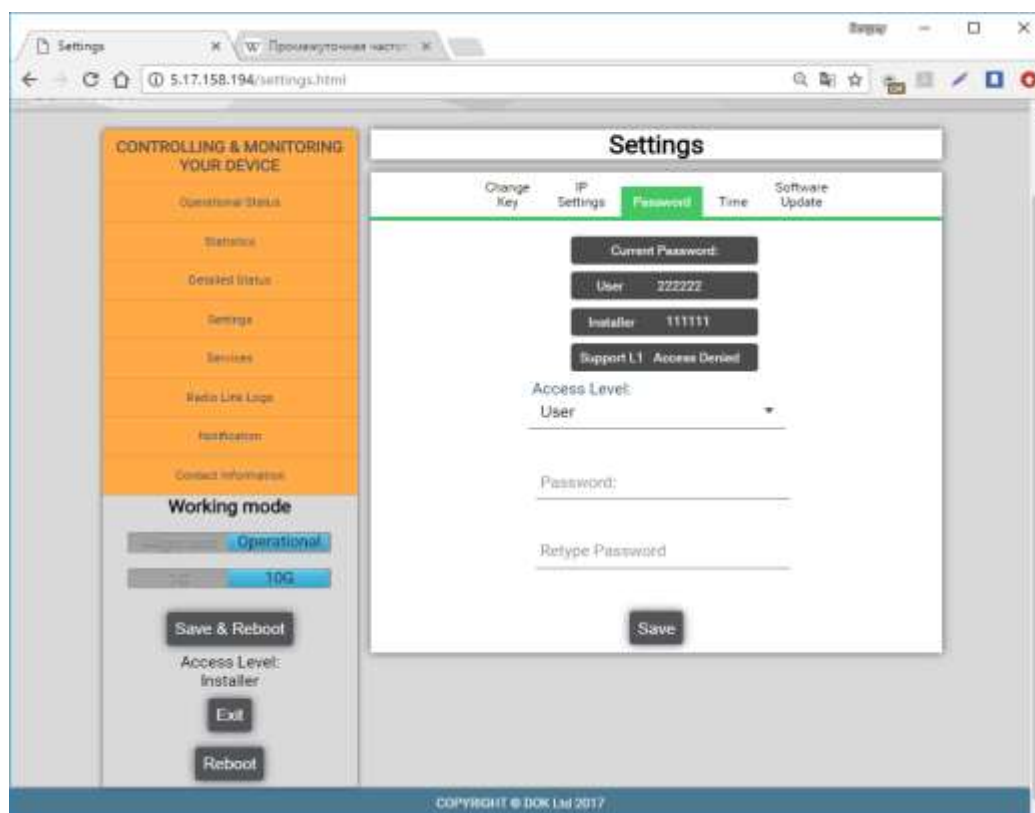 Settings
Промежуточная частот
5.17.158.194/settings.html
CONTROLLING & MONITORING
YOUR DEVICE
Operational Status
Statistics
Detailed Status
Settings
Services
Radio Link Logs
Notification
Contact Information
Working mode
Operational
10G
Save & Reboot
Access Level:
Installer
Exit
Reboot
Settings
Change
Key
IP
Settings
Password
Time
Software
Update
Current Password:
User 222222
Installer 111111
Support L1 Access Denied
Access Level:
User
Password:
Retype Password
Save
COPYRIGHT © DOK Ltd 2017